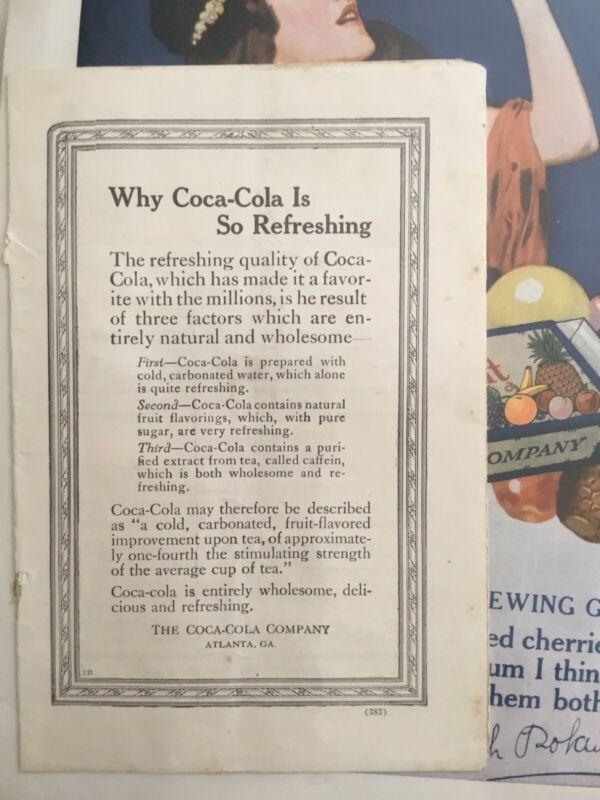 Why Coca-Cola Is
So Refreshing
The refreshing quality of Coca-
Cola, which has made it a favor-
ite with the millions, is he result
of three factors which are en-
tirely natural and wholesome—
First—Coca-Cola is prepared with
cold, carbonated water, which alone
is quite refreshing.
Second—Coca-Cola contains natural
fruit flavorings, which, with pure
sugar, are very refreshing.
Third—Coca-Cola contains a puri-
fied extract from tea, called caffein,
which is both wholesome and re-
freshing.
Coca-Cola may therefore be described
as "a cold, carbonated, fruit-flavored
improvement upon tea, of approximate-
ly one-fourth the stimulating strength
of the average cup of tea."
Coca-cola is entirely wholesome, deli-
cious and refreshing.
THE COCA-COLA COMPANY
ATLANTA, GA.
(383)
t
OMPANY
EWING G
ed cherrie
um I thin
hem both